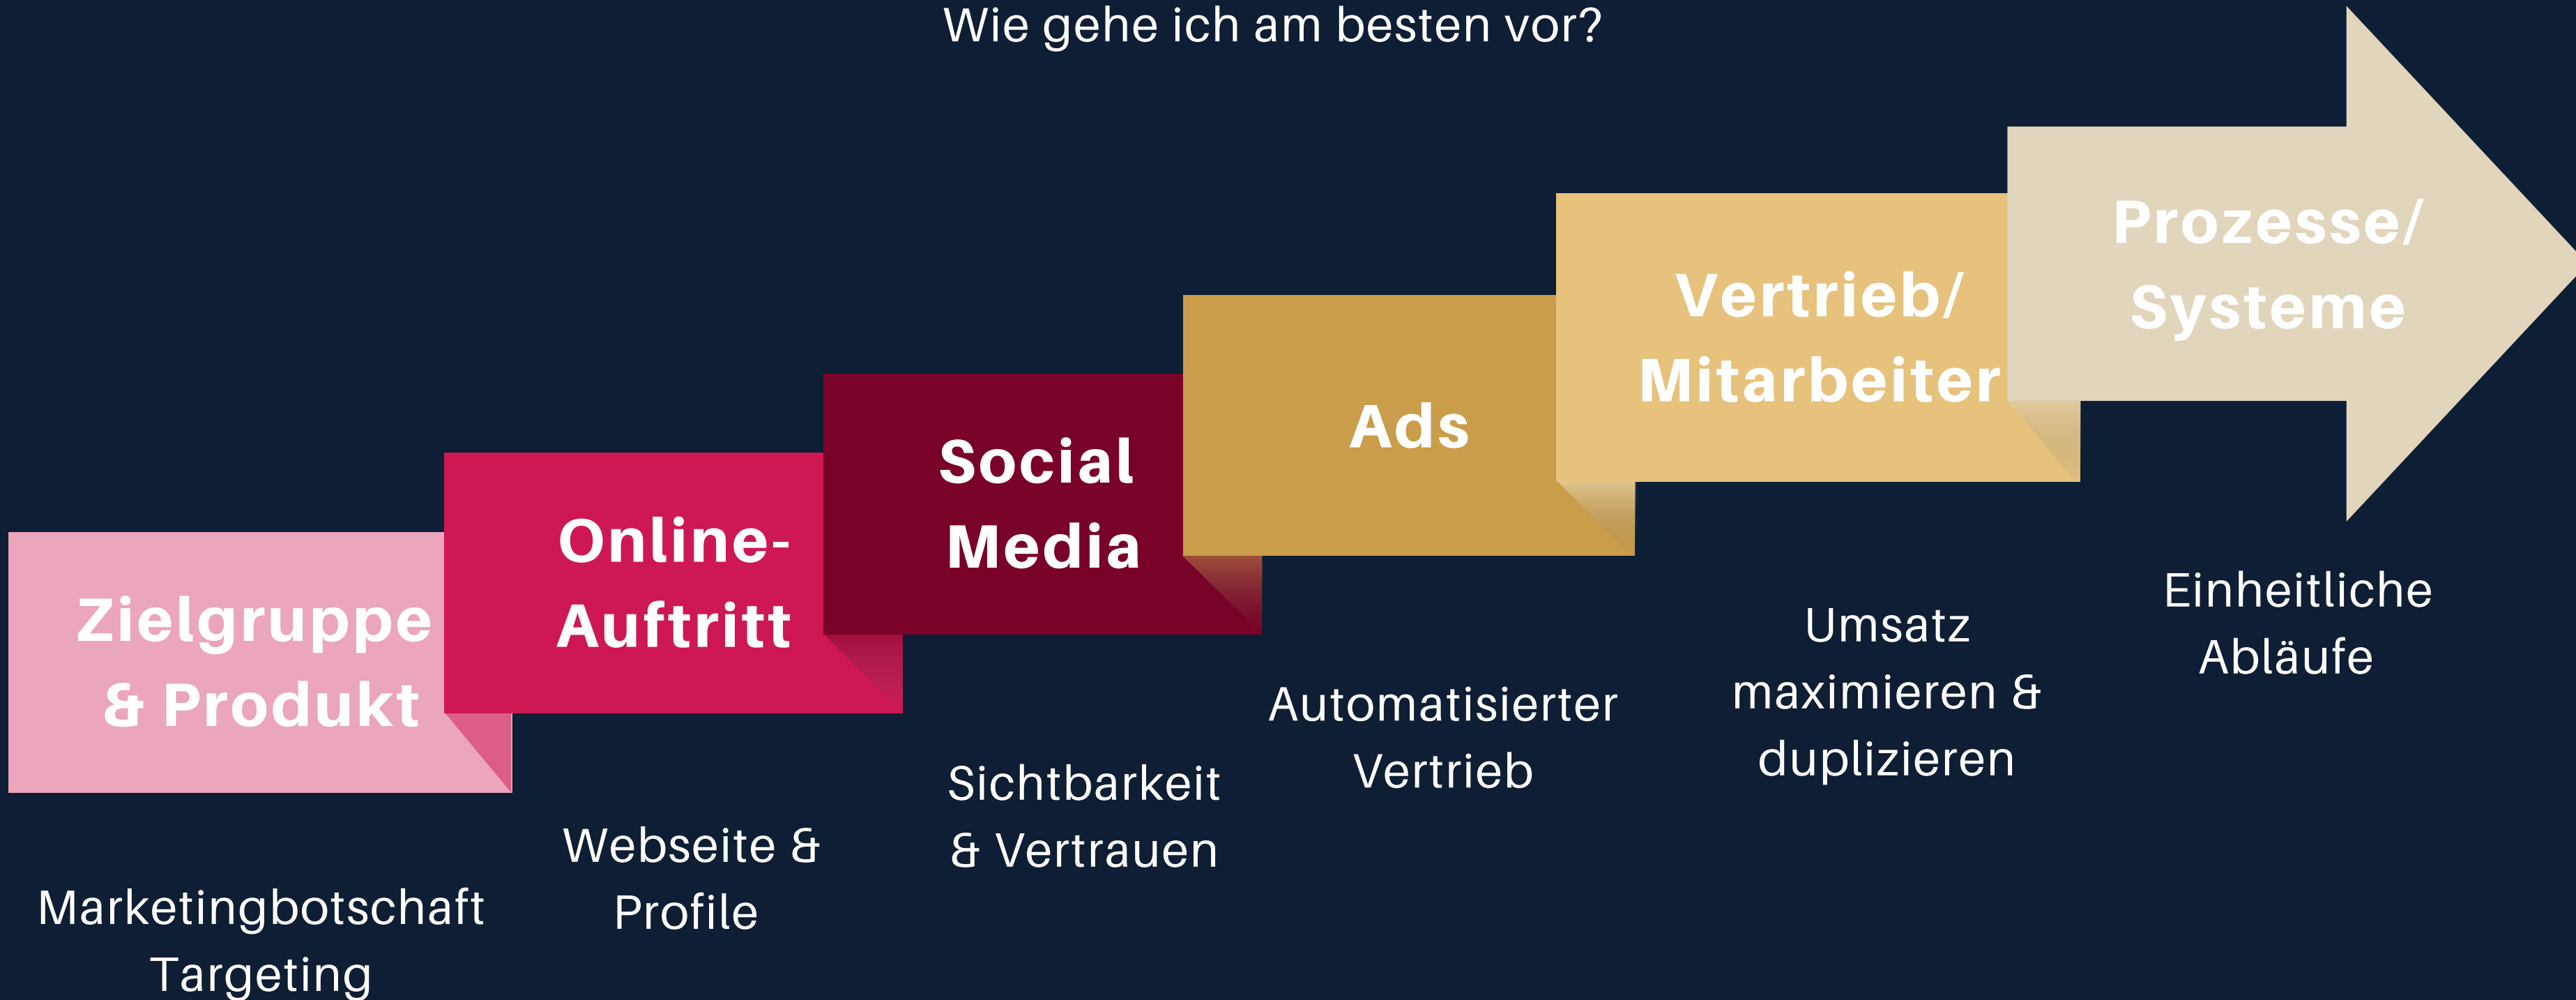 Wie gehe ich am besten vor?
Zielgruppe
& Produkt
Marketingbotschaft
Targeting
Online-
Auftritt
Webseite &
Profile
Social
Media
Sichtbarkeit
& Vertrauen
Ads
Automatisierter
Vertrieb
Vertrieb/
Mitarbeiter
Umsatz
maximieren &
duplizieren
Prozesse/
Systeme
Einheitliche
Abläufe